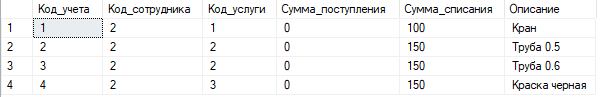 Код_учета Код_сотрудника Код_услуги Сумма_поступления Сумма_списания Описание
1 1 2 1 0 100 Кран
2 2 2 2 0 150 Труба 0.5
3 3 2 2 0 150 Труба 0.6
4 4 2 3 0 150 Краска черная